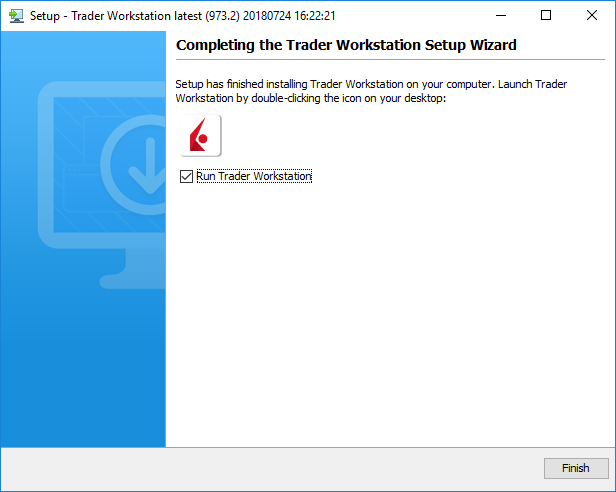 Setup - Trader Workstation latest (973.2) 20180724 16:22:21
Completing the Trader Workstation Setup Wizard
Setup has finished installing Trader Workstation on your computer. Launch Trader
Workstation by double-clicking the icon on your desktop:
Run Trader Workstation
Finish